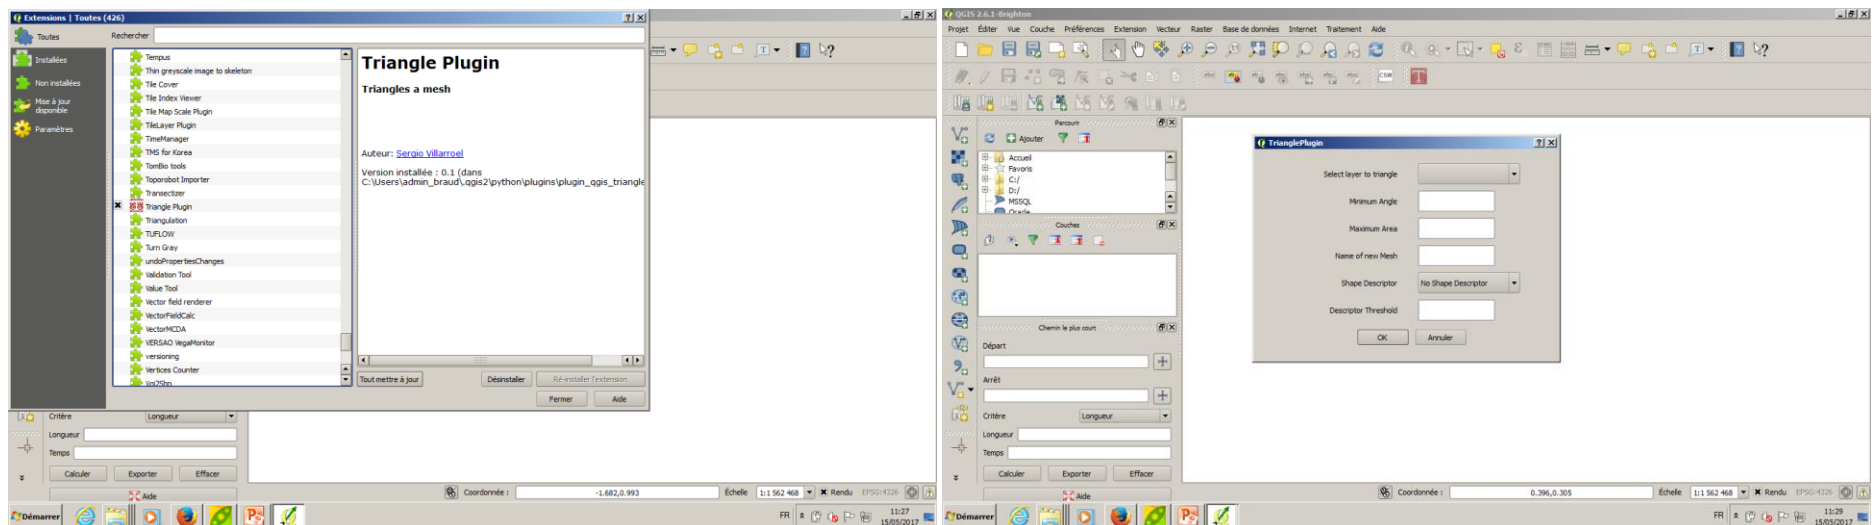 Extensions | Toutes (426)
Toutes
Installées
Non installées
Mise à jour disponible
Paramètres
Rechercher
Tempus
Thin greyscale image to skeleton
Tile Cover
Tile Index Viewer
Tile Map Scale Plugin
TileLayer Plugin
TimeManager
TMS for Korea
TomBio tools
Toporobot Importer
Transectizer
Triangle Plugin
Triangulation
TUFLOW
Turn Gray
undoPropertiesChanges
Validation Tool
Value Tool
Vector field renderer
VectorFieldCalc
VectorMCDA
VERSAO VegaMonitor
versioning
Vertices Counter
Vgi2Shp
Triangle Plugin
Triangles a mesh
Auteur: Sergio Villarroel
Version installée : 0.1 (dans
C:\Users\admin_braud\.qgis2\python\plugins\plugin_qgis_triangle
Tout mettre à jour
Désinstaller
Ré-installer l'extension
Fermer
Aide
Critère
Longueur
Longueur
Temps
Calculer
Exporter
Effacer
Aide
Coordonnée :
-1.682,0.993
Échelle
1:1 562 468
Rendu
EPSG:4326
Démarrer
FR
11:27
15/05/2017
QGIS 2.6.1-Brighton
Projet Éditer Vue Couche Préférences Extension Vecteur Raster Base de données Internet Traitement Aide
CSW
Parcourir
Ajouter
Accueil
Favoris
C:/
D:/
MSSQL
Oracle
Couches
Chemin le plus court
Départ
Arrêt
Critère
Longueur
Longueur
Temps
Calculer
Exporter
Effacer
Aide
TrianglePlugin
Select layer to triangle
Minimum Angle
Maximum Area
Name of new Mesh
Shape Descriptor
No Shape Descriptor
Descriptor Threshold
OK
Annuler
Coordonnée :
0.396,0.305
Échelle
1:1 562 468
Rendu
EPSG:4326
Démarrer
FR
11:29
15/05/2017